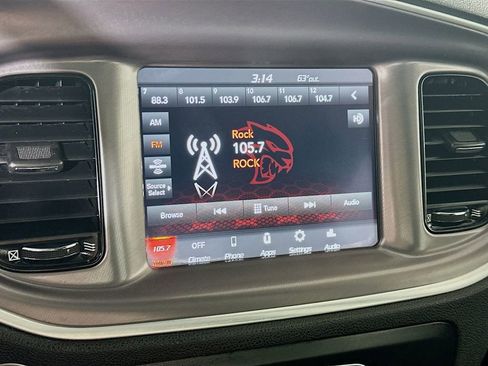 3:14 63°out
7 8 9 10 11 12
88.3 101.5 103.9 106.7 106.7 104.7
AM
FM
Rock
105.7
ROCK
Source
Select
Browse Tune Audio
105.7 OFF
Climate Phone Apps Settings Audio